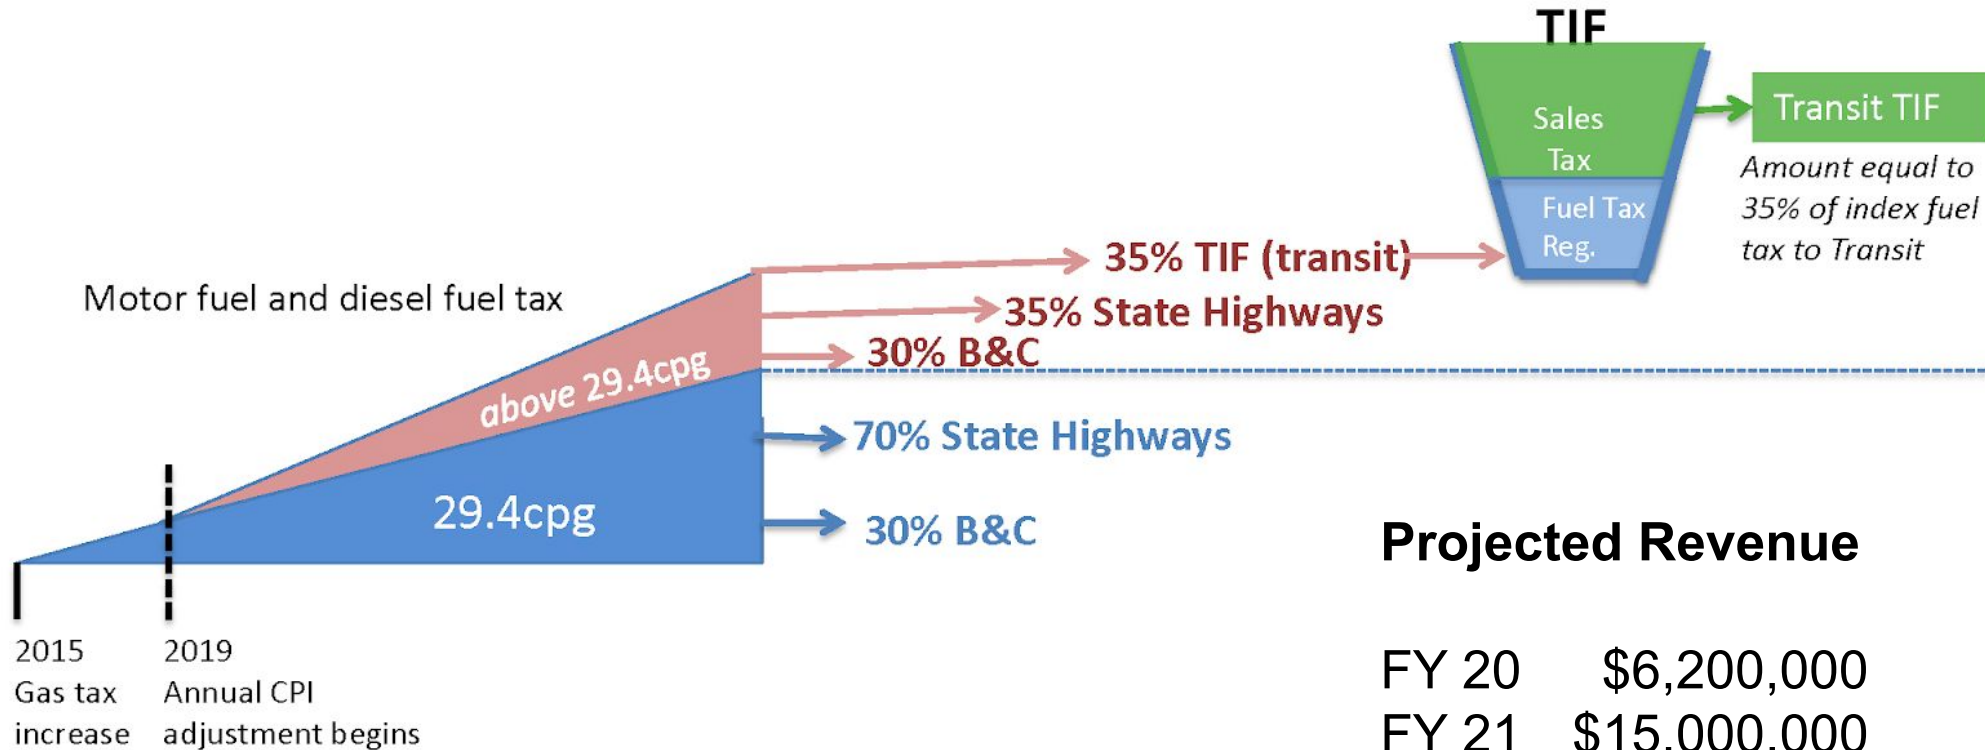 TIF
Sales
Tax
Fuel Tax
Reg.
Transit TIF
Amount equal to
35% of index fuel
tax to Transit
35% TIF (transit)
35% State Highways
30% B&C
Motor fuel and diesel fuel tax
above 29.4cpg
70% State Highways
29.4cpg
30% B&C
2015
Gas tax
increase
2019
Annual CPI
adjustment begins
Projected Revenue
FY 20 $6,200,000
FY 21 $15,000,000